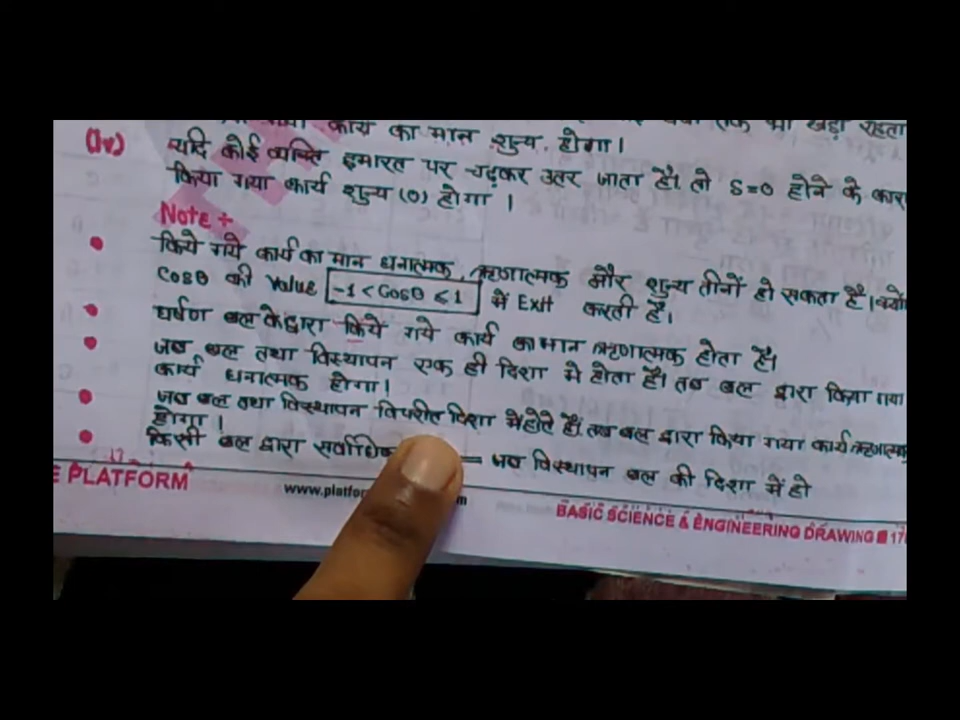 कार्य का मान शुन्य होगा।
(iv) यदि कोई व्यक्ति इमारत पर चढ़कर उतर जाता है। तो S=0 होने के कार
किया गया कार्य शुन्य (0) होगा ।
Note ÷
• किये गये कार्य का मान धनात्मक, ऋणात्मक और शुन्य तीनों हो सकता है। क्यों
Cosθ की Value -1 < Cosθ ⩽ 1 में Exit करती है।
• घर्षण बल के द्वारा किये गये कार्य का मान ऋणात्मक होता है।
• जब बल तथा विस्थापन एक ही दिशा मे होता है। तब बल द्वारा किया गया
कार्य धनात्मक होगा।
• जब बल तथा विस्थापन विपरीत दिशा मे होते है। तब बल द्वारा किया गया कार्य ऋणात्मक
होगा ।
• किसी बल द्वारा = जब विस्थापन बल की दिशा में हो
E PLATFORM www.platfo m BASIC SCIENCE & ENGINEERING DRAWING ■ 17